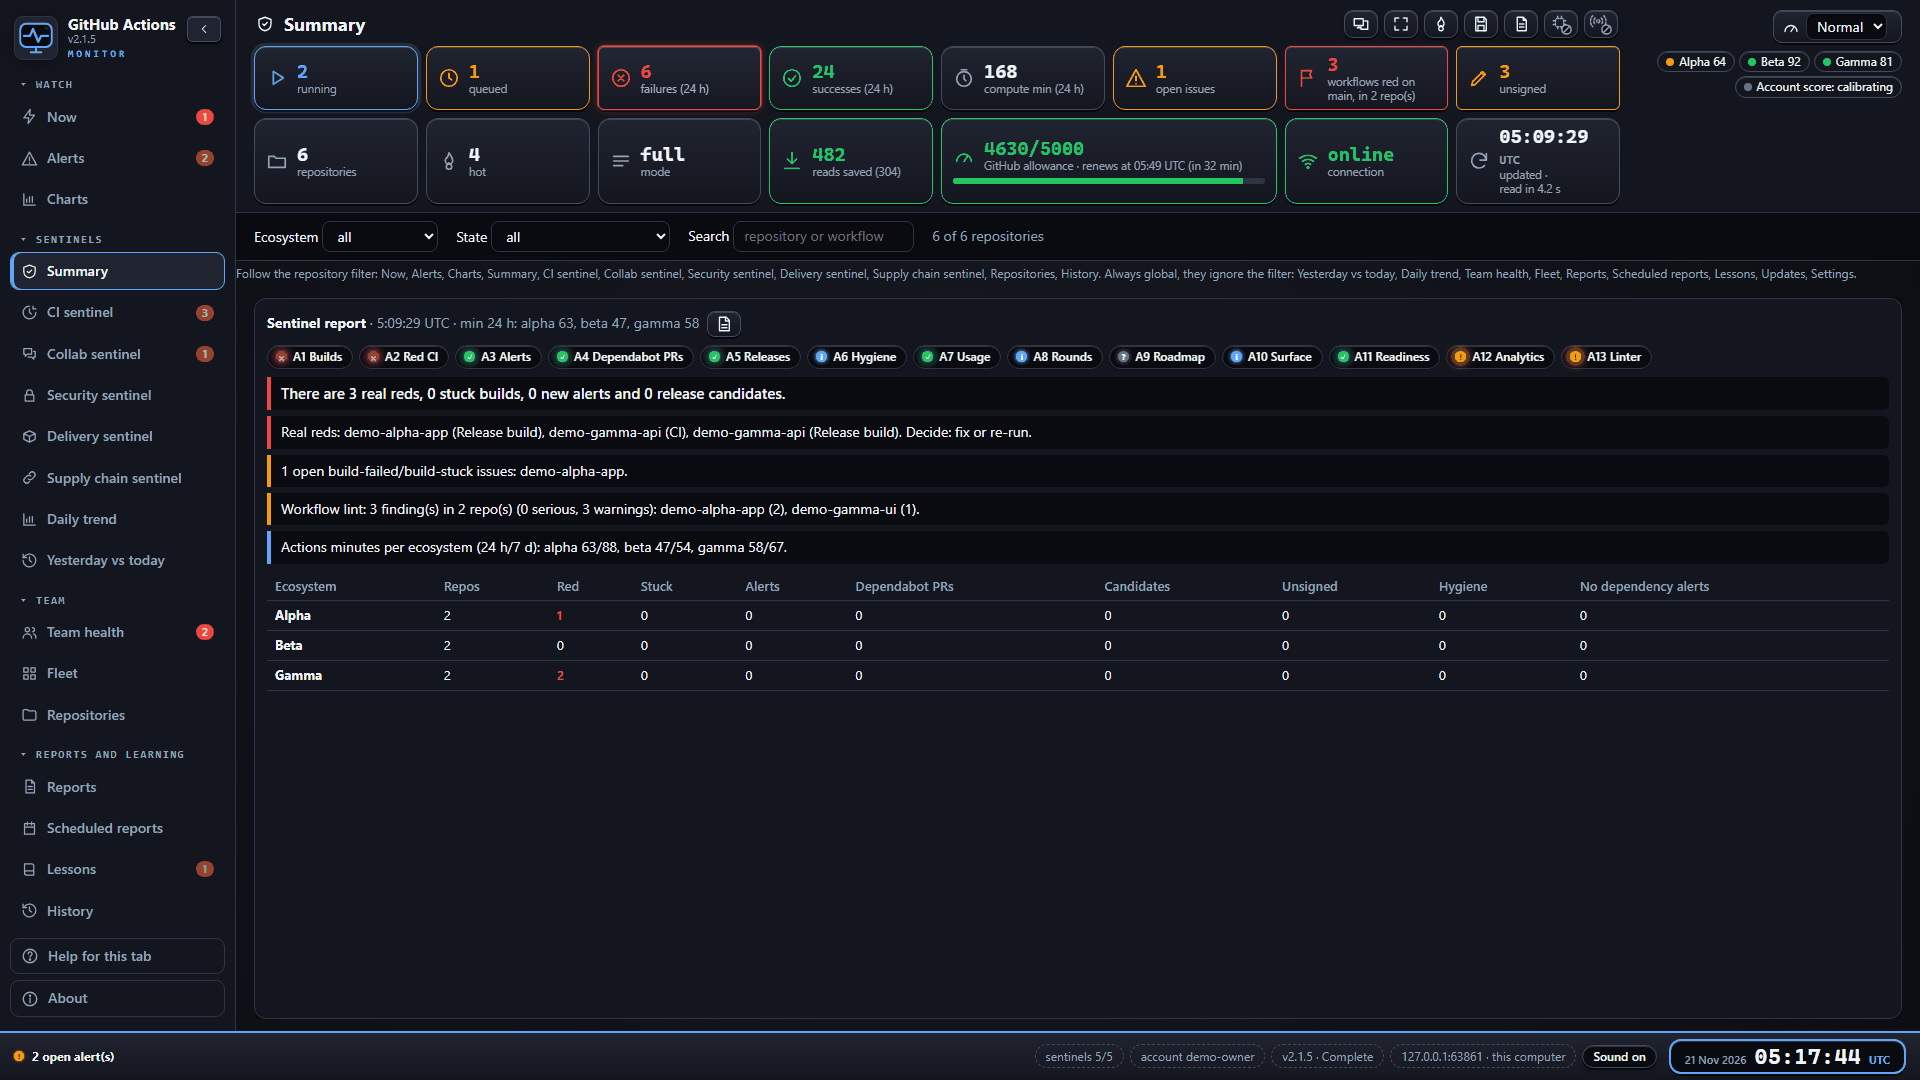 GitHub Actions
v2.1.5
MONITOR
WATCH
Now 1
Alerts 2
Charts
SENTINELS
Summary
CI sentinel 3
Collab sentinel 1
Security sentinel
Delivery sentinel
Supply chain sentinel
Daily trend
Yesterday vs today
TEAM
Team health 2
Fleet
Repositories
REPORTS AND LEARNING
Reports
Scheduled reports
Lessons 1
History
Help for this tab
About
Summary
Normal
Alpha 64
Beta 92
Gamma 81
Account score: calibrating
2
running
1
queued
6
failures (24 h)
24
successes (24 h)
168
compute min (24 h)
1
open issues
3
workflows red on
main, in 2 repo(s)
3
unsigned
6
repositories
4
hot
full
mode
482
reads saved (304)
4630/5000
GitHub allowance · renews at 05:49 UTC (in 32 min)
online
connection
05:09:29
UTC
updated ·
read in 4.2 s
Ecosystem all State all Search repository or workflow 6 of 6 repositories
Follow the repository filter: Now, Alerts, Charts, Summary, CI sentinel, Collab sentinel, Security sentinel, Delivery sentinel, Supply chain sentinel, Repositories, History. Always global, they ignore the filter: Yesterday vs today, Daily trend, Team health, Fleet, Reports, Scheduled reports, Lessons, Updates, Settings.
Sentinel report · 5:09:29 UTC · min 24 h: alpha 63, beta 47, gamma 58
A1 Builds A2 Red CI A3 Alerts A4 Dependabot PRs A5 Releases A6 Hygiene A7 Usage A8 Rounds A9 Roadmap A10 Surface A11 Readiness A12 Analytics A13 Linter
There are 3 real reds, 0 stuck builds, 0 new alerts and 0 release candidates.
Real reds: demo-alpha-app (Release build), demo-gamma-api (CI), demo-gamma-api (Release build). Decide: fix or re-run.
1 open build-failed/build-stuck issues: demo-alpha-app.
Workflow lint: 3 finding(s) in 2 repo(s) (0 serious, 3 warnings): demo-alpha-app (2), demo-gamma-ui (1).
Actions minutes per ecosystem (24 h/7 d): alpha 63/88, beta 47/54, gamma 58/67.
Ecosystem Repos Red Stuck Alerts Dependabot PRs Candidates Unsigned Hygiene No dependency alerts
Alpha 2 1 0 0 0 0 0 0 0
Beta 2 0 0 0 0 0 0 0 0
Gamma 2 2 0 0 0 0 0 0 0
2 open alert(s)
sentinels 5/5
account demo-owner
v2.1.5 · Complete
127.0.0.1:63861 · this computer
Sound on
21 Nov 2026 05:17:44 UTC